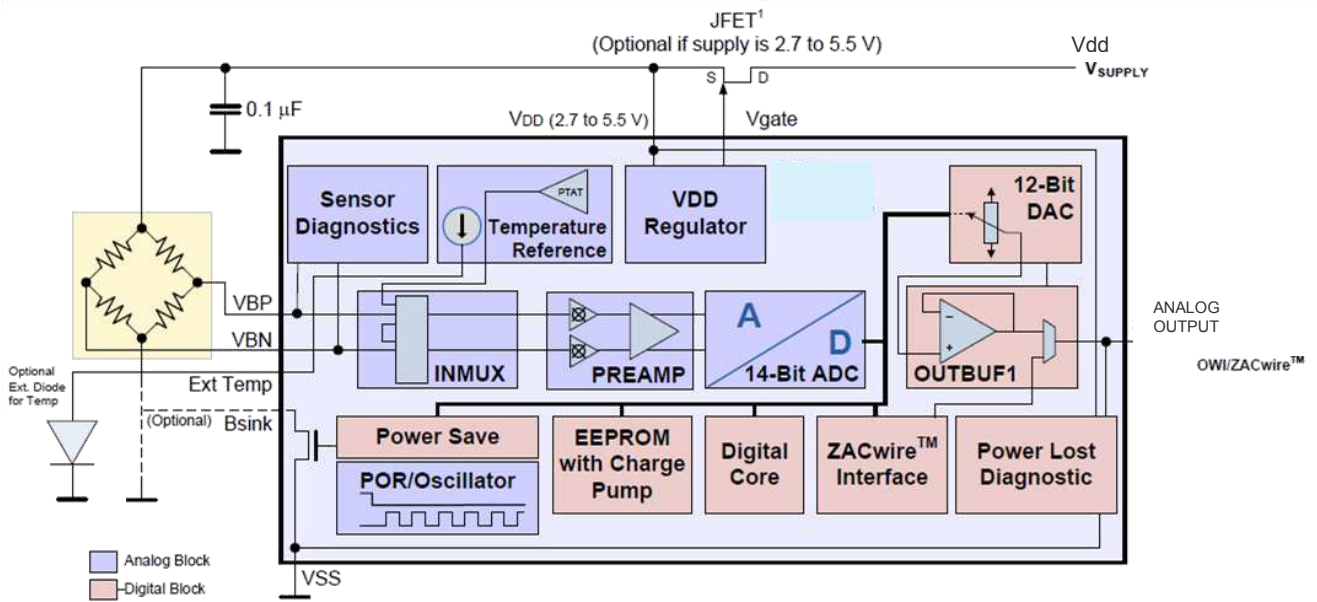 JFET¹
(Optional if supply is 2.7 to 5.5 V)
Vdd
VSUPPLY
S
D
0.1 µF
VDD (2.7 to 5.5 V)
Vgate
Sensor
Diagnostics
PTAT
Temperature
Reference
VDD
Regulator
12-Bit
DAC
VBP
VBN
INMUX
PREAMP
A
D
14-Bit ADC
−
+
OUTBUF1
ANALOG
OUTPUT
OWI/ZACwire™
Optional
Ext. Diode
for Temp
Ext Temp
(Optional)
Bsink
Power Save
POR/Oscillator
EEPROM
with Charge
Pump
Digital
Core
ZACwire™
Interface
Power Lost
Diagnostic
Analog Block
Digital Block
VSS